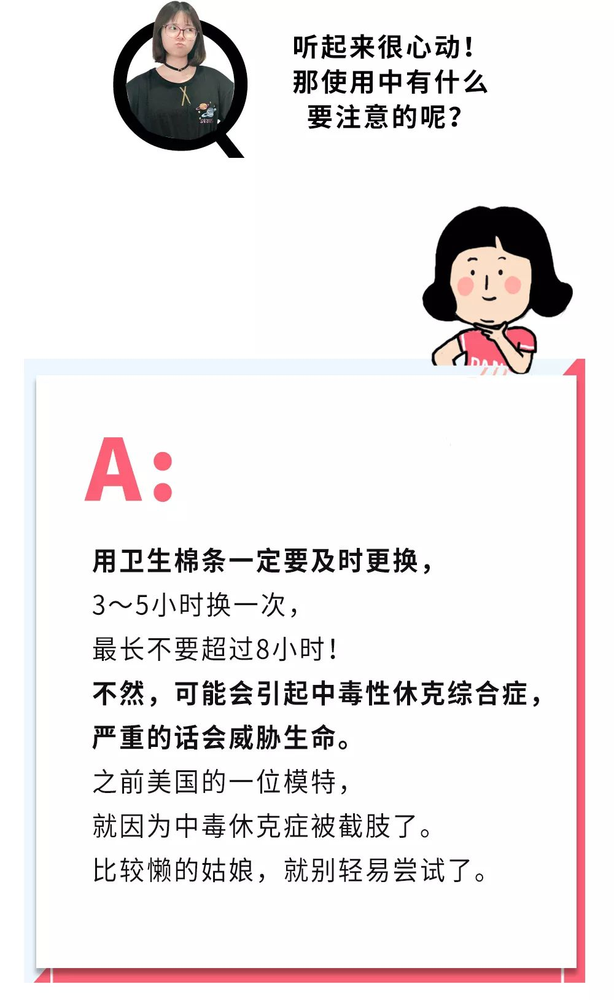 听起来很心动！
那使用中有什么
要注意的呢？
A:
用卫生棉条一定要及时更换，
3～5小时换一次，
最长不要超过8小时！
不然，可能会引起中毒性休克综合症，
严重的话会威胁生命。
之前美国的一位模特，
就因为中毒休克症被截肢了。
比较懒的姑娘，就别轻易尝试了。